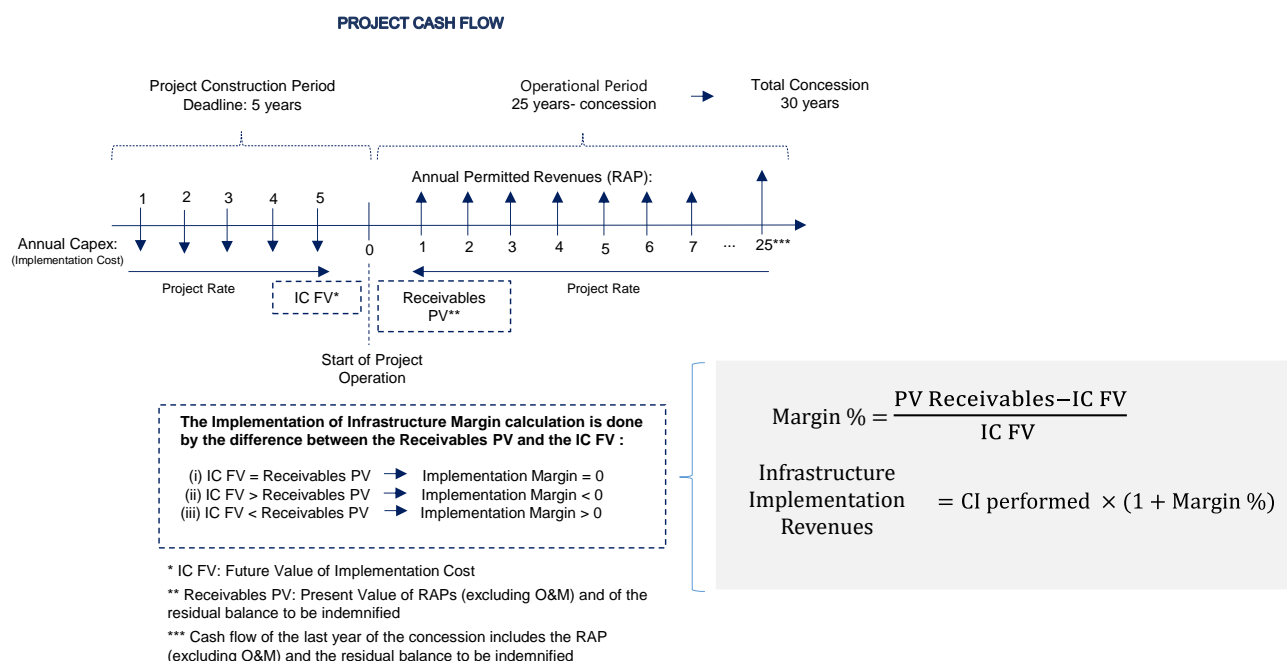 PROJECT CASH FLOW
Project Construction Period
Deadline: 5 years
Operational Period
25 years- concession
Total Concession
30 years
Annual Permitted Revenues (RAP):
1 2 3 4 5
Annual Capex:
(Implementation Cost)
0 1 2 3 4 5 6 7 ... 25***
Project Rate
IC FV*
Receivables
PV**
Project Rate
Start of Project
Operation
The Implementation of Infrastructure Margin calculation is done
by the difference between the Receivables PV and the IC FV :
(i) IC FV = Receivables PV Implementation Margin = 0
(ii) IC FV > Receivables PV Implementation Margin < 0
(iii) IC FV < Receivables PV Implementation Margin > 0
PV Receivables−IC FV
Margin % =
IC FV
Infrastructure
Implementation
Revenues
= CI performed × (1 + Margin %)
* IC FV: Future Value of Implementation Cost
** Receivables PV: Present Value of RAPs (excluding O&M) and of the
residual balance to be indemnified
*** Cash flow of the last year of the concession includes the RAP
(excluding O&M) and the residual balance to be indemnified